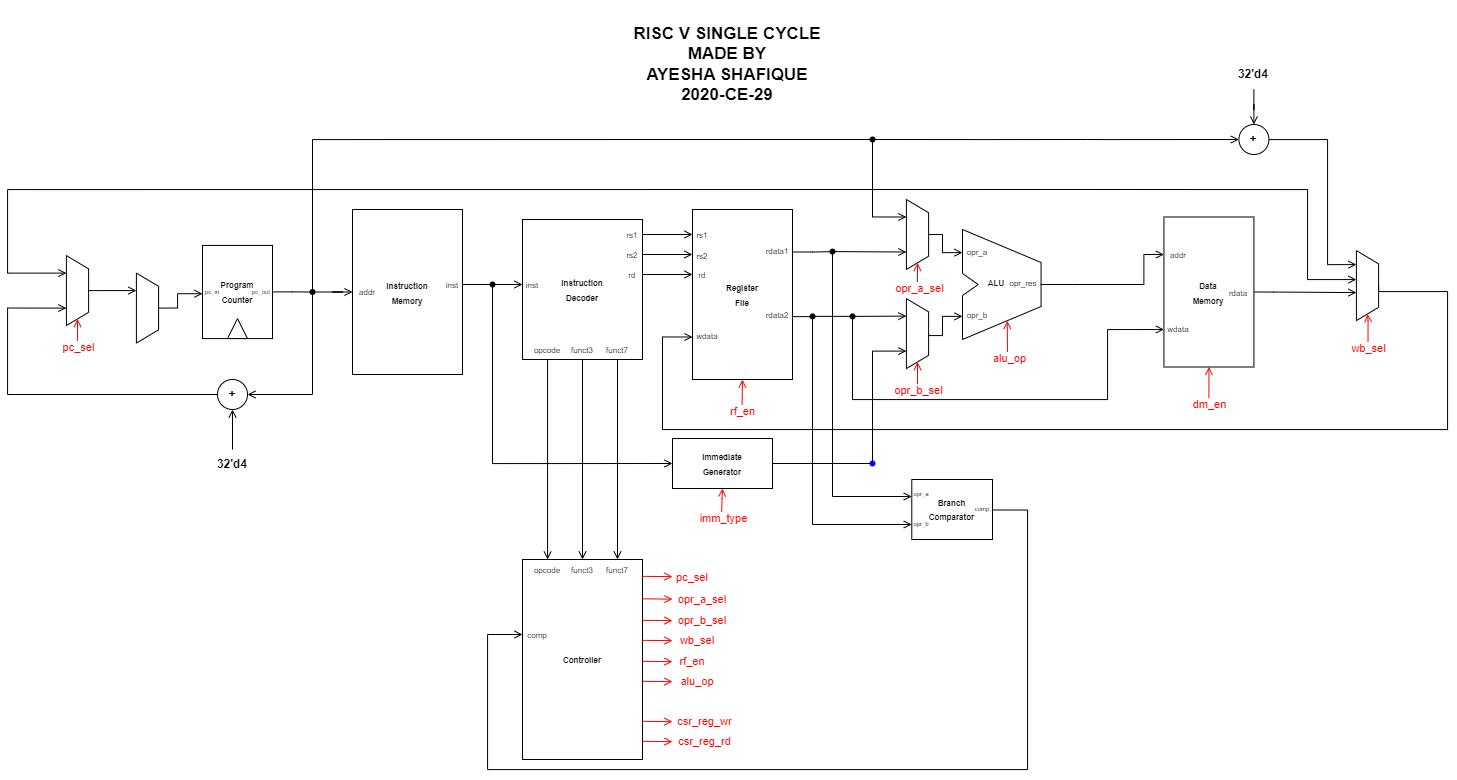 RISC V SINGLE CYCLE
MADE BY
AYESHA SHAFIQUE
2020-CE-29
32'd4
+
pc_sel
pc_in
Program
Counter
pc_out
+
32'd4
addr
Instruction
Memory
inst
inst
Instruction
Decoder
rs1
rs2
rd
opcode funct3 funct7
rs1
rs2
rd
wdata
Register
File
rdata1
rdata2
rf_en
opr_a_sel
opr_b_sel
opr_a
opr_b
ALU
opr_res
alu_op
addr
wdata
Data
Memory
rdata
dm_en
wb_sel
Immediate
Generator
imm_type
opr_a
opr_b
Branch
Comparator
comp
opcode funct3 funct7
comp
Controller
pc_sel
opr_a_sel
opr_b_sel
wb_sel
rf_en
alu_op
csr_reg_wr
csr_reg_rd